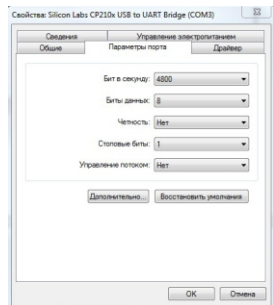 Свойства: Silicon Labs CP210x USB to UART Bridge (COM3)
Сведения Управление электропитанием
Общие Параметры порта Драйвер
Бит в секунду: 4800
Биты данных: 8
Четность: Нет
Стоповые биты: 1
Управление потоком: Нет
Дополнительно... Восстановить умолчания
OK Отмена